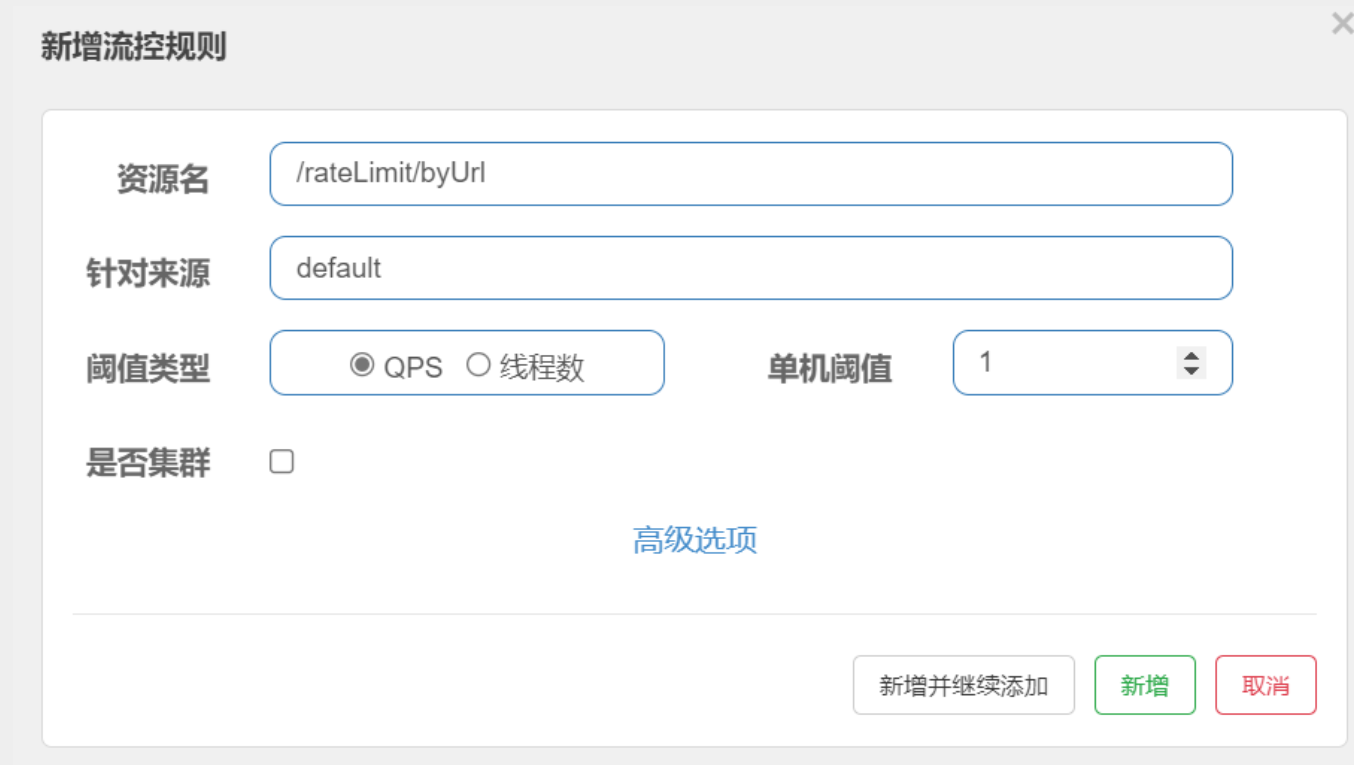 新增流控规则
×
资源名 /rateLimit/byUrl
针对来源 default
阈值类型 QPS 线程数 单机阈值 1
是否集群
高级选项
新增并继续添加 新增 取消